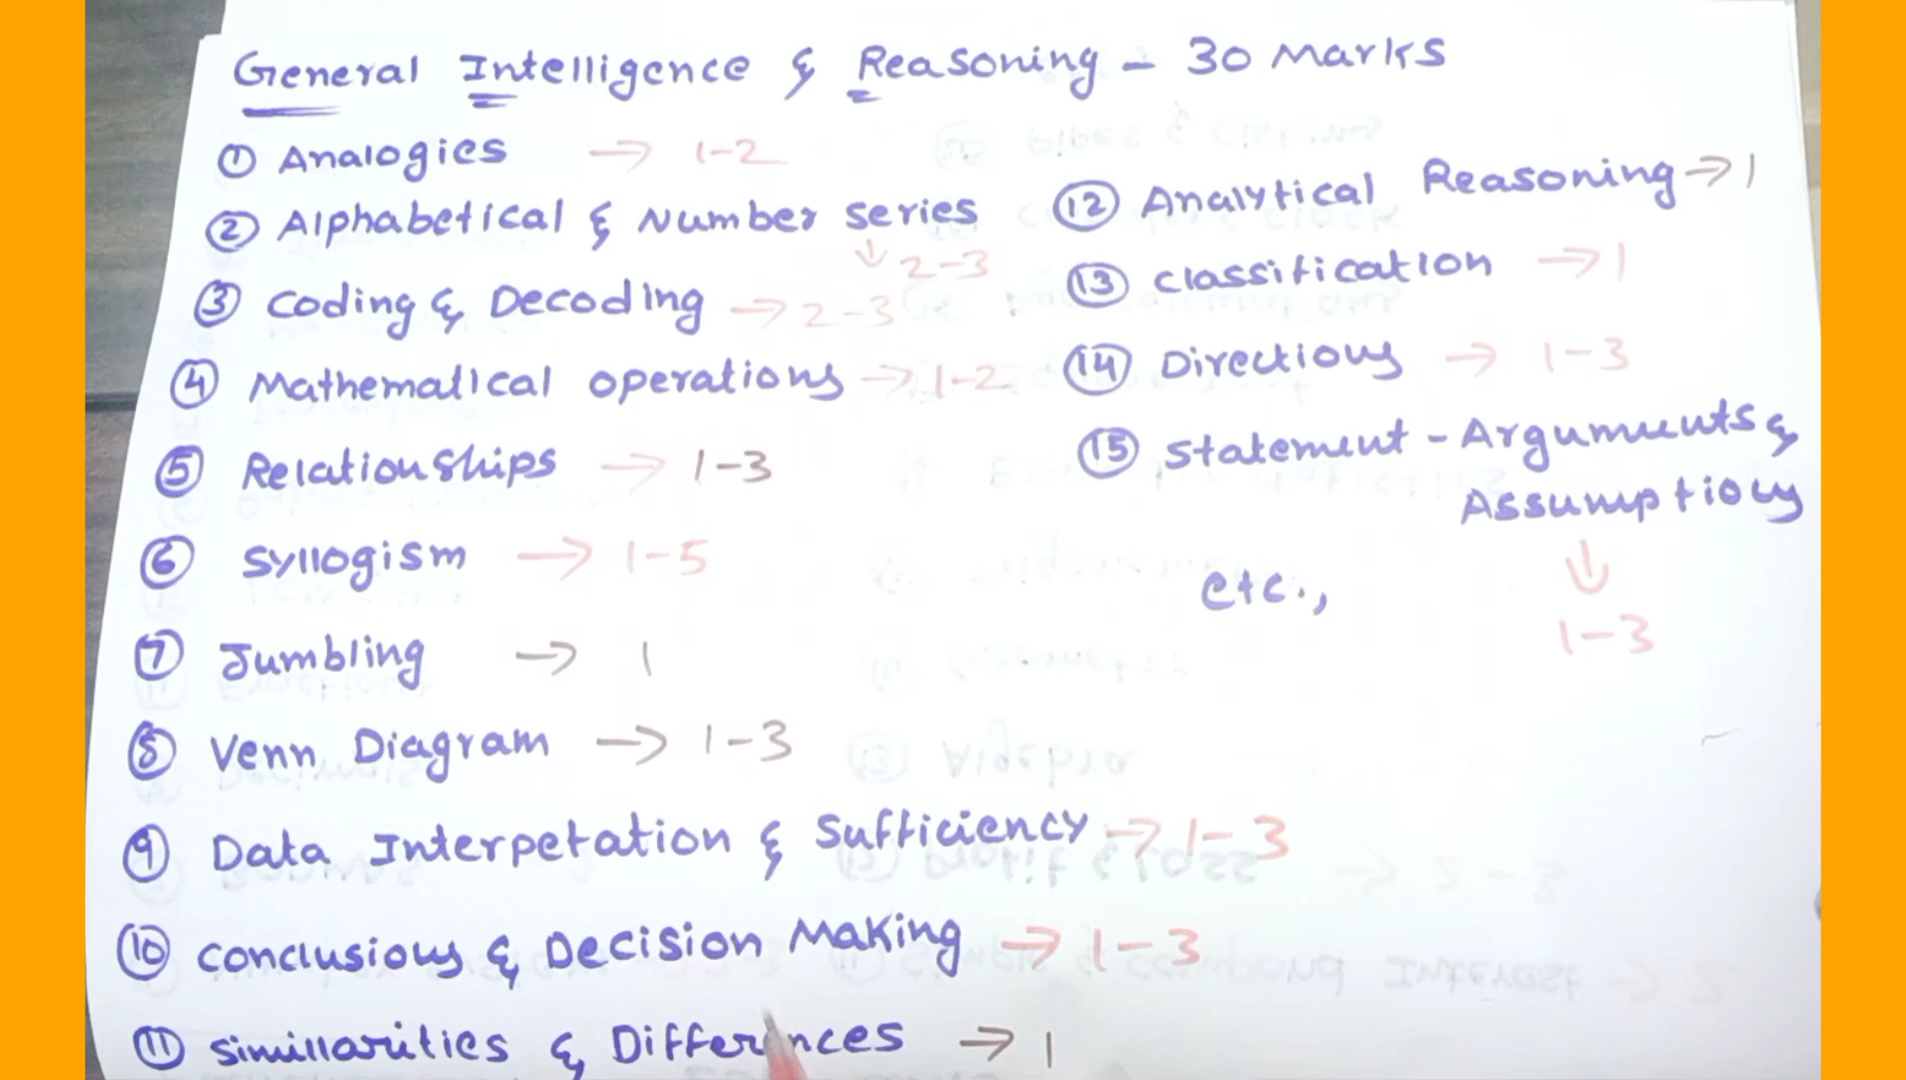 General Intelligence & Reasoning - 30 Marks
① Analogies → 1-2
② Alphabetical & Number series
↓ 2-3
③ Coding & Decoding → 2-3
④ Mathematical operations → 1-2
⑤ Relationships → 1-3
⑥ Syllogism → 1-5
⑦ Jumbling → 1
⑧ Venn Diagram → 1-3
⑨ Data Interpetation & Sufficiency → 1-3
⑩ Conclusions & Decision Making → 1-3
⑪ Simillarities & Differences → 1
⑫ Analytical Reasoning → 1
⑬ Classification → 1
⑭ Directions → 1-3
⑮ Statement - Arguments &
Assumptions
↓
1-3
etc.,